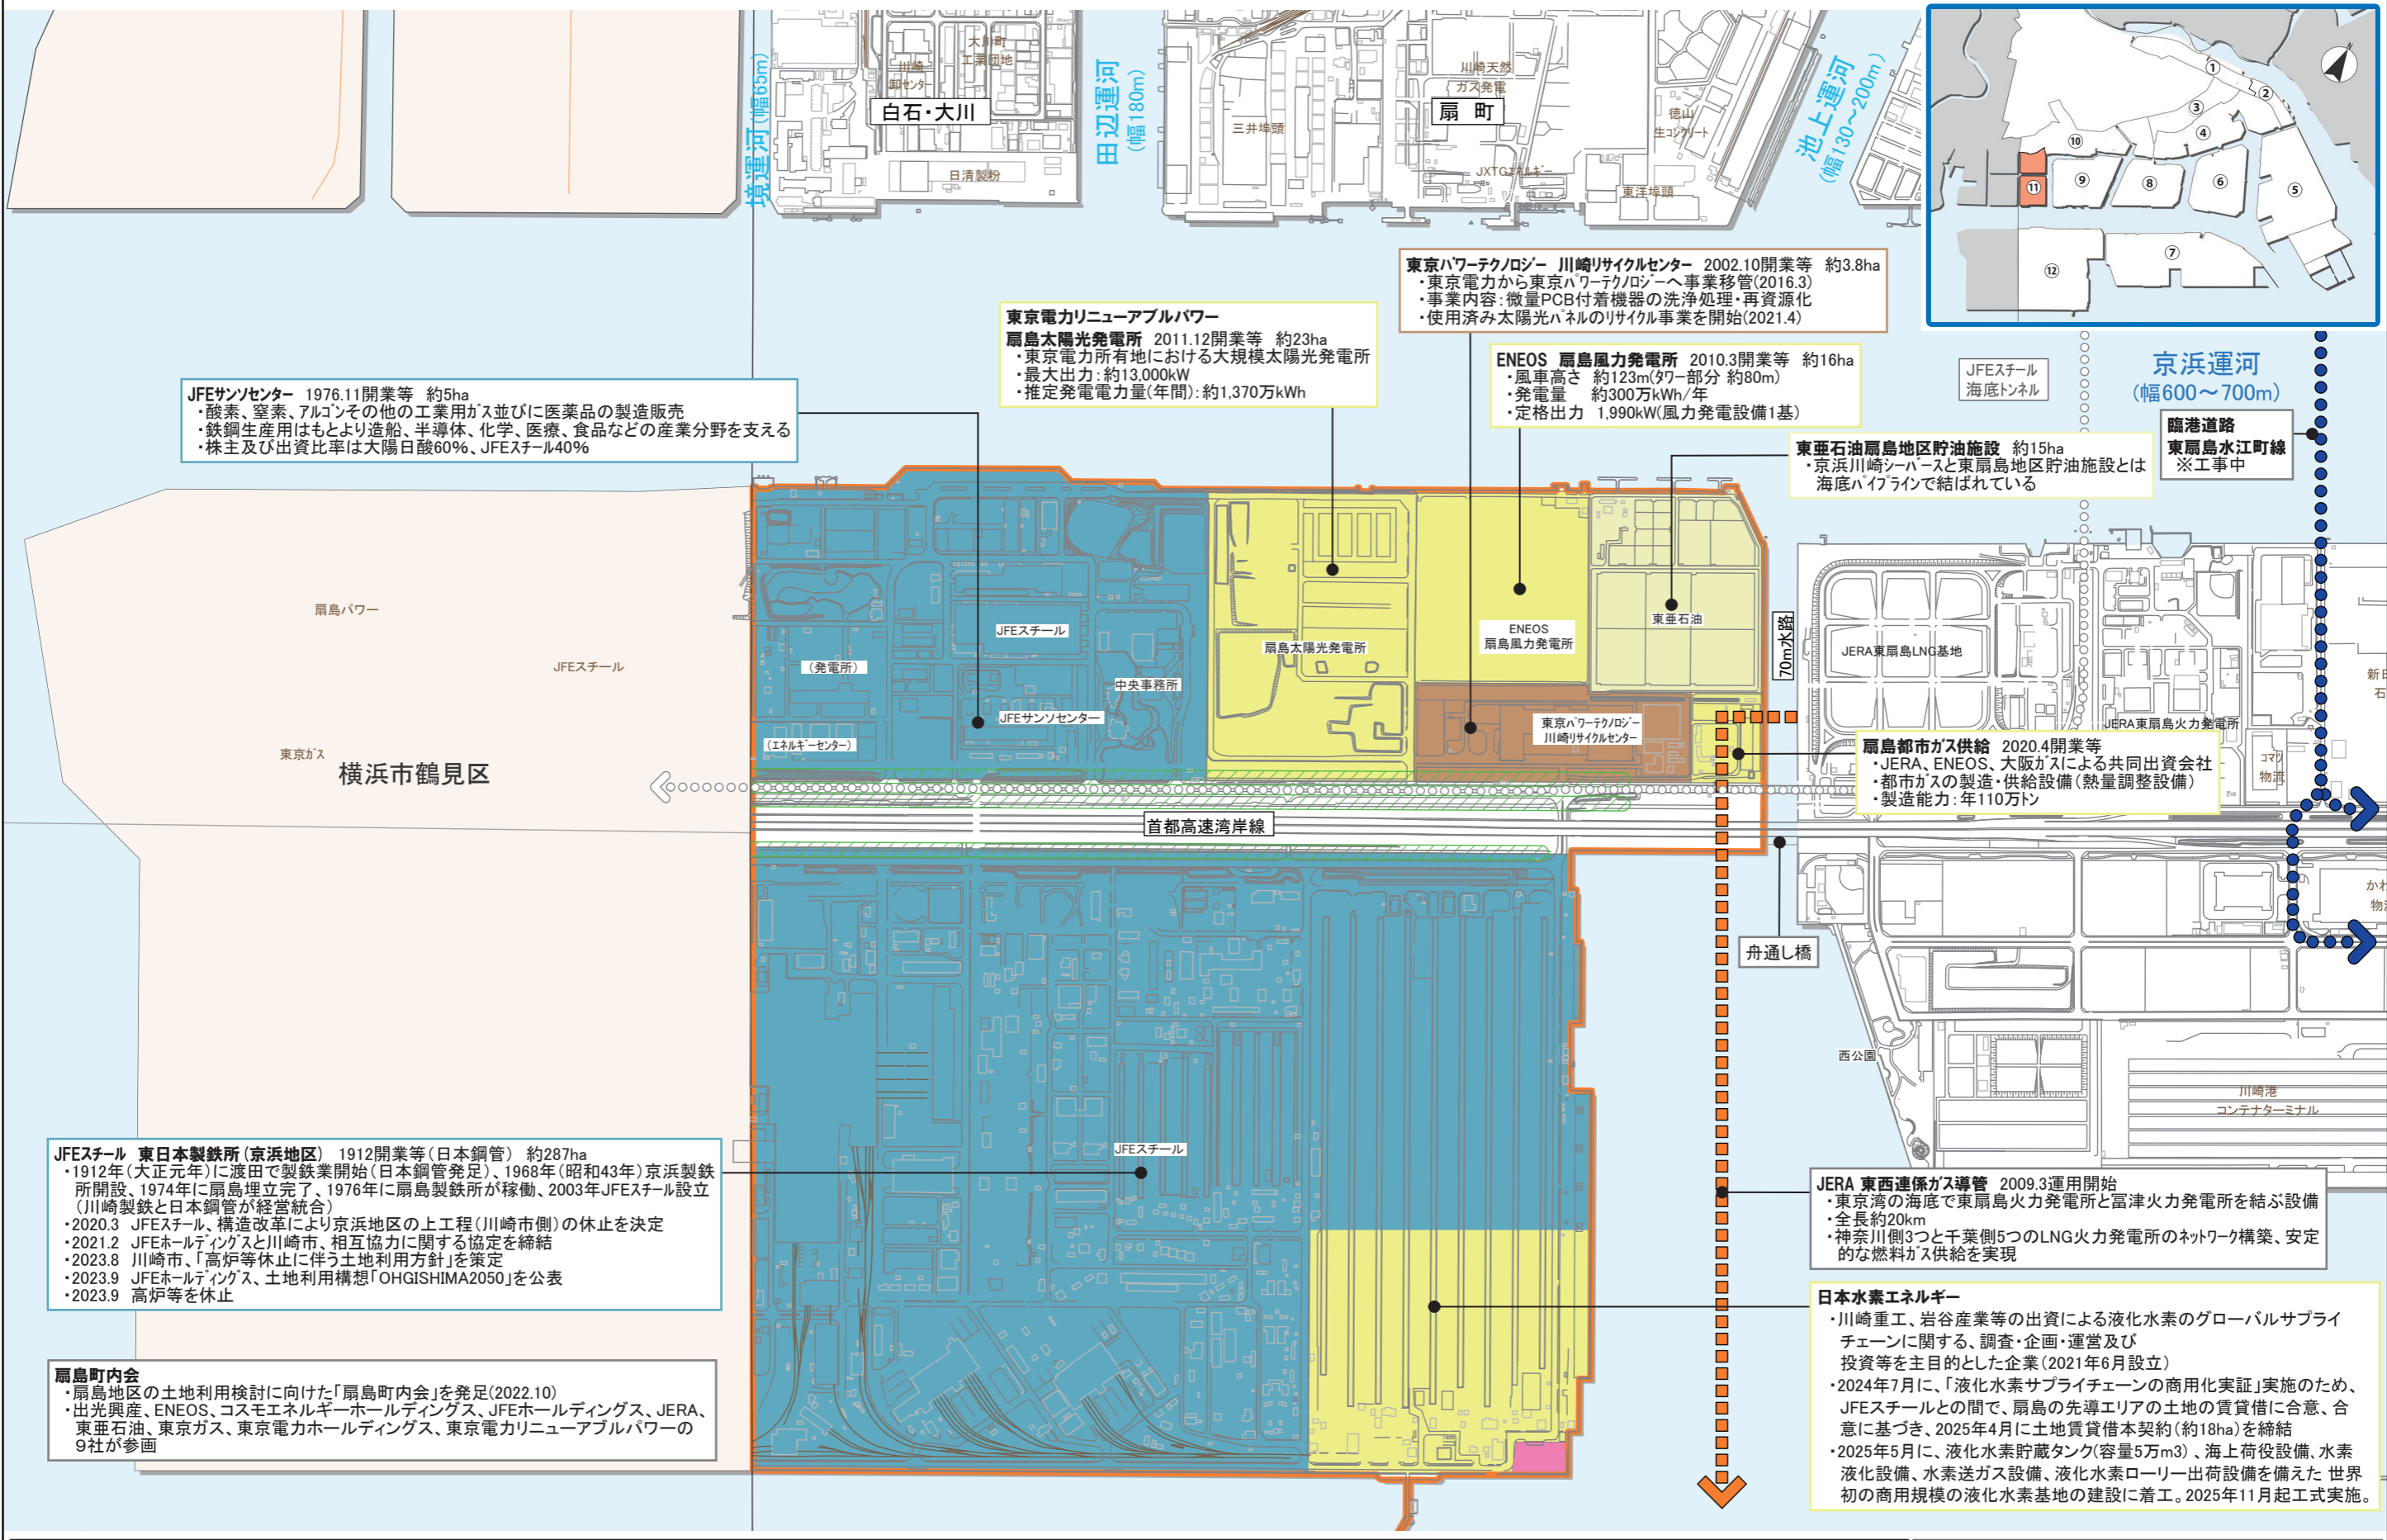 境運河(幅65m)
川崎
卸センター
大川町
工業団地
白石・大川
日清製粉
田辺運河
(幅180m)
三井埠頭
川崎天然
ガス発電
扇 町
JXTGエネルギー
徳山
生コンクリート
東洋埠頭
池上運河
(幅130～200m)
①
②
③
④
⑩
⑪
⑨
⑧
⑥
⑤
⑫
⑦
東京パワーテクノロジー 川崎リサイクルセンター 2002.10開業等 約3.8ha
・東京電力から東京パワーテクノロジーへ事業移管(2016.3)
・事業内容:微量PCB付着機器の洗浄処理・再資源化
・使用済み太陽光パネルのリサイクル事業を開始(2021.4)
東京電力リニューアブルパワー
扇島太陽光発電所 2011.12開業等 約23ha
・東京電力所有地における大規模太陽光発電所
・最大出力:約13,000kW
・推定発電電力量(年間):約1,370万kWh
ENEOS 扇島風力発電所 2010.3開業等 約16ha
・風車高さ 約123m(タワー部分 約80m)
・発電量 約300万kWh/年
・定格出力 1,990kW(風力発電設備1基)
JFEスチール
海底トンネル
京浜運河
(幅600～700m)
臨港道路
東扇島水江町線
※工事中
JFEサンソセンター 1976.11開業等 約5ha
・酸素、窒素、アルゴンその他の工業用ガス並びに医薬品の製造販売
・鉄鋼生産用はもとより造船、半導体、化学、医療、食品などの産業分野を支える
・株主及び出資比率は大陽日酸60%、JFEスチール40%
東亜石油扇島地区貯油施設 約15ha
・京浜川崎シーバースと東扇島地区貯油施設とは
海底パイプラインで結ばれている
扇島パワー
JFEスチール
東京ガス
横浜市鶴見区
JFEスチール
(発電所)
中央事務所
JFEサンソセンター
(エネルギーセンター)
扇島太陽光発電所
ENEOS
扇島風力発電所
東亜石油
東京パワーテクノロジー
川崎リサイクルセンター
70m水路
JERA東扇島LNG基地
JERA東扇島火力発電所
新日
石
コマツ
物流
扇島都市ガス供給 2020.4開業等
・JERA、ENEOS、大阪ガスによる共同出資会社
・都市ガスの製造・供給設備(熱量調整設備)
・製造能力:年110万トン
首都高速湾岸線
かわ
物流
舟通し橋
西公園
川崎港
コンテナターミナル
JFEスチール
JFEスチール 東日本製鉄所(京浜地区) 1912開業等(日本鋼管) 約287ha
・1912年(大正元年)に渡田で製鉄業開始(日本鋼管発足)、1968年(昭和43年)京浜製鉄
所開設、1974年に扇島埋立完了、1976年に扇島製鉄所が稼働、2003年JFEスチール設立
(川崎製鉄と日本鋼管が経営統合)
・2020.3 JFEスチール、構造改革により京浜地区の上工程(川崎市側)の休止を決定
・2021.2 JFEホールディングスと川崎市、相互協力に関する協定を締結
・2023.8 川崎市、「高炉等休止に伴う土地利用方針」を策定
・2023.9 JFEホールディングス、土地利用構想「OHGISHIMA2050」を公表
・2023.9 高炉等を休止
JERA 東西連係ガス導管 2009.3運用開始
・東京湾の海底で東扇島火力発電所と富津火力発電所を結ぶ設備
・全長約20km
・神奈川側3つと千葉側5つのLNG火力発電所のネットワーク構築、安定
的な燃料ガス供給を実現
扇島町内会
・扇島地区の土地利用検討に向けた「扇島町内会」を発足(2022.10)
・出光興産、ENEOS、コスモエネルギーホールディングス、JFEホールディングス、JERA、
東亜石油、東京ガス、東京電力ホールディングス、東京電力リニューアブルパワーの
9社が参画
日本水素エネルギー
・川崎重工、岩谷産業等の出資による液化水素のグローバルサプライ
チェーンに関する、調査・企画・運営及び
投資等を主目的とした企業(2021年6月設立)
・2024年7月に、「液化水素サプライチェーンの商用化実証」実施のため、
JFEスチールとの間で、扇島の先導エリアの土地の賃貸借に合意、合
意に基づき、2025年4月に土地賃貸借本契約(約18ha)を締結
・2025年5月に、液化水素貯蔵タンク(容量5万m3)、海上荷役設備、水素
液化設備、水素送ガス設備、液化水素ローリー出荷設備を備えた 世界
初の商用規模の液化水素基地の建設に着工。2025年11月起工式実施。